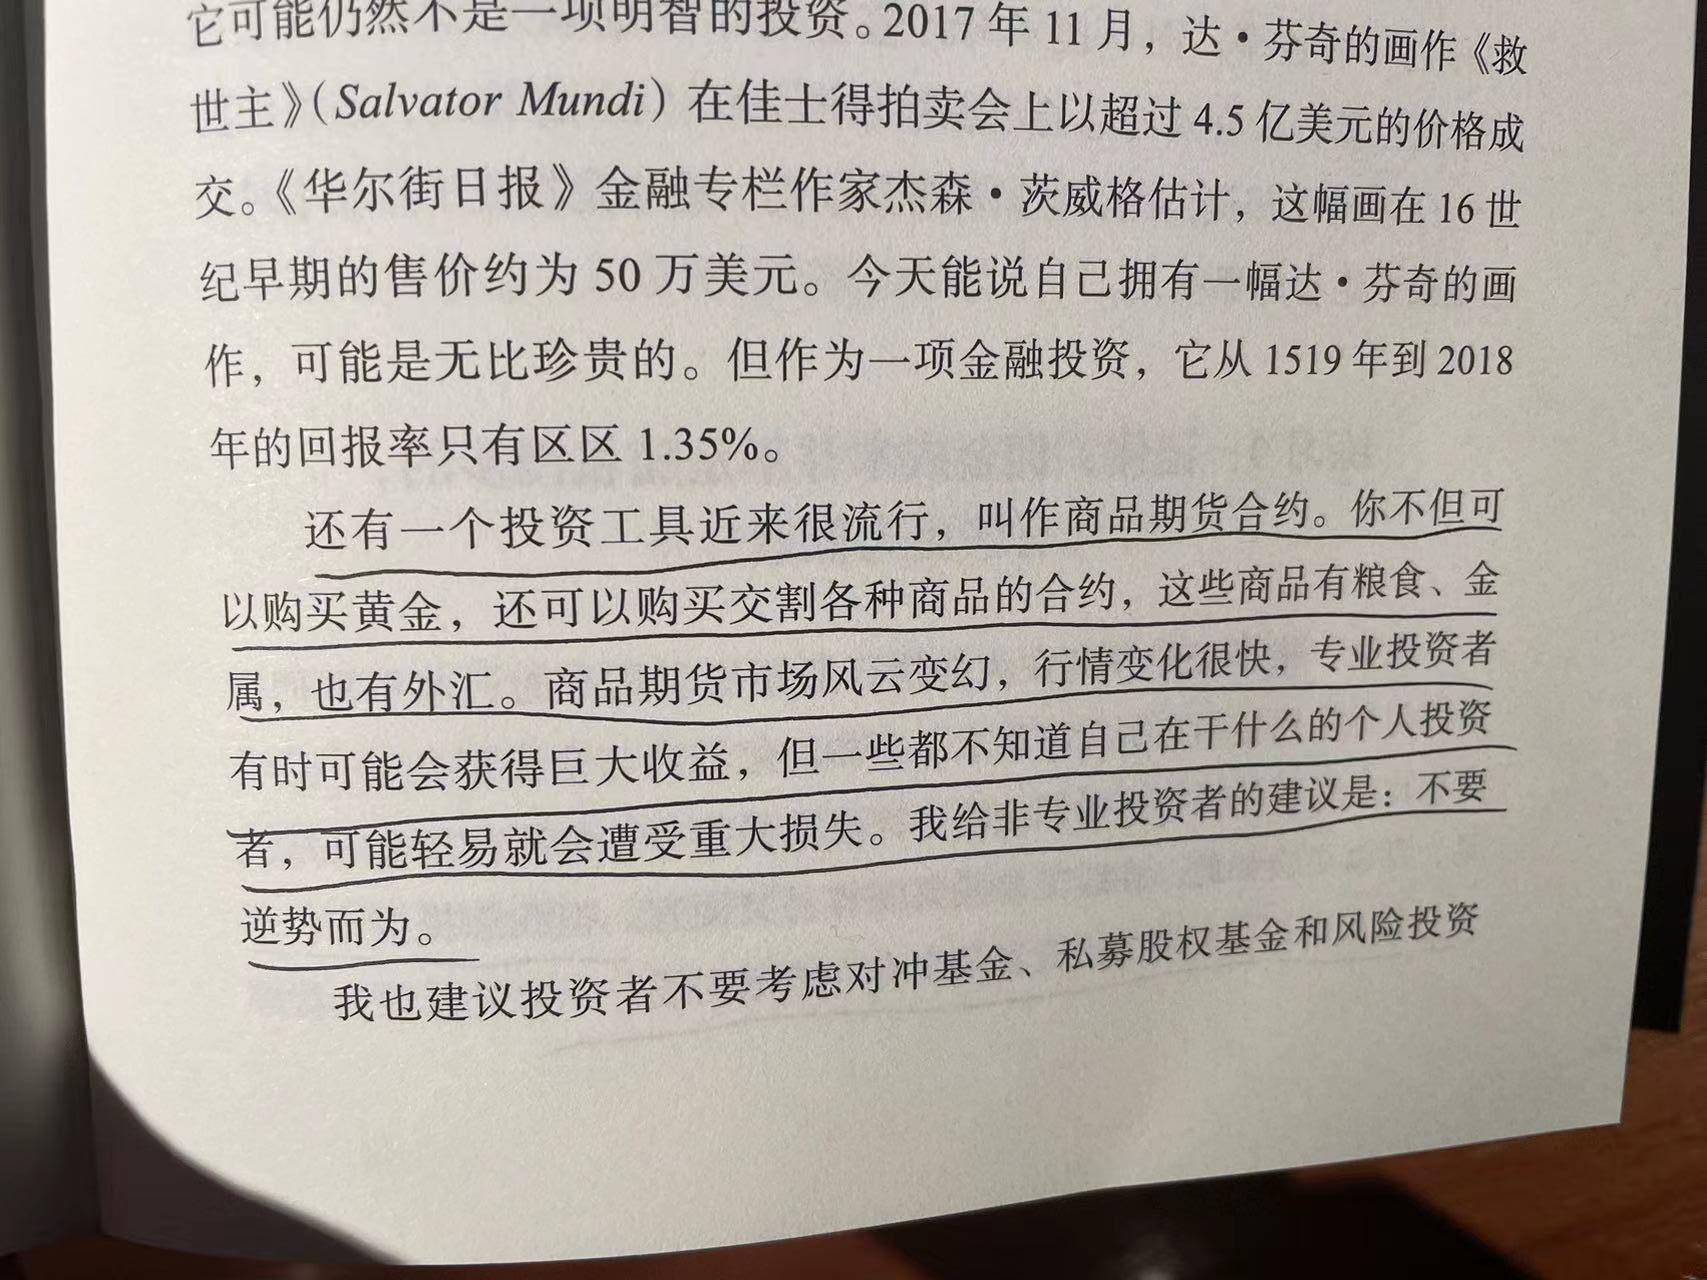 它可能仍然不是一项明智的投资。2017 年 11 月，达·芬奇的画作《救
世主》（Salvator Mundi）在佳士得拍卖会上以超过 4.5 亿美元的价格成
交。《华尔街日报》金融专栏作家杰森·茨威格估计，这幅画在 16 世
纪早期的售价约为 50 万美元。今天能说自己拥有一幅达·芬奇的画
作，可能是无比珍贵的。但作为一项金融投资，它从 1519 年到 2018
年的回报率只有区区 1.35%。
还有一个投资工具近来很流行，叫作商品期货合约。你不但可
以购买黄金，还可以购买交割各种商品的合约，这些商品有粮食、金
属，也有外汇。商品期货市场风云变幻，行情变化很快，专业投资者
有时可能会获得巨大收益，但一些都不知道自己在干什么的个人投资
者，可能轻易就会遭受重大损失。我给非专业投资者的建议是：不要
逆势而为。
我也建议投资者不要考虑对冲基金、私募股权基金和风险投资